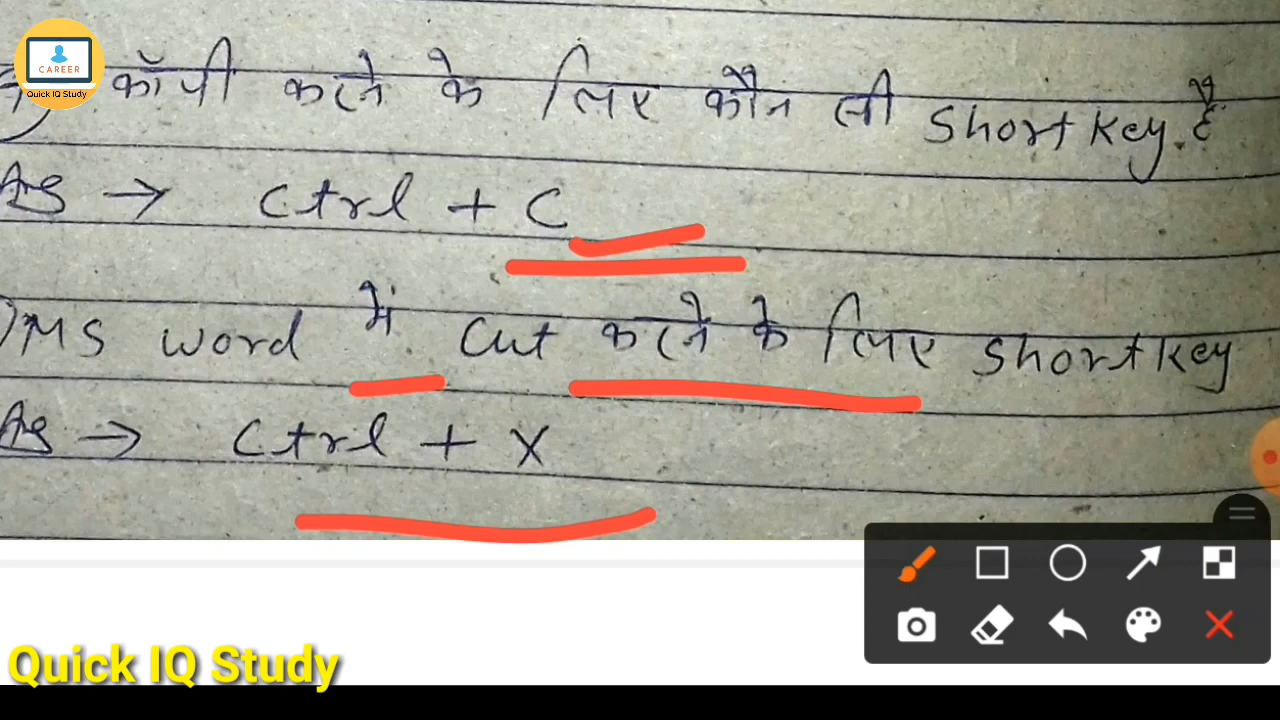 CAREER
Quick IQ Study
कॉपी करने के लिए कौन सी Short Key है
Ans → Ctrl + C
MS Word में Cut करने के लिए Short Key
Ans → Ctrl + X
Quick IQ Study